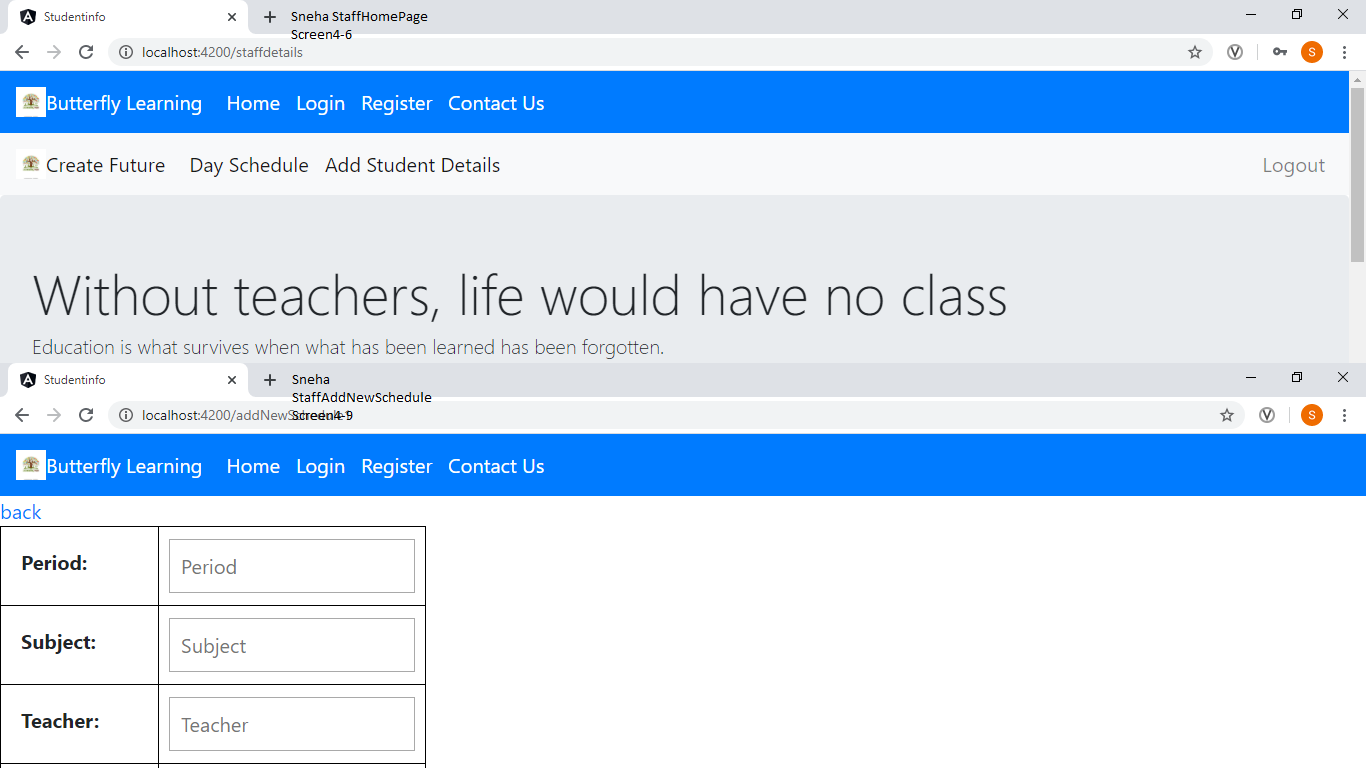 Studentinfo
Sneha StaffHomePage
Screen4-6
localhost:4200/staffdetails
S
Butterfly Learning Home Login Register Contact Us
Create Future Day Schedule Add Student Details Logout
Without teachers, life would have no class
Education is what survives when what has been learned has been forgotten.
Studentinfo
Sneha
StaffAddNewSchedule
Screen4-9
localhost:4200/addNewSchedule
S
Butterfly Learning Home Login Register Contact Us
back
Period: Period
Subject: Subject
Teacher: Teacher